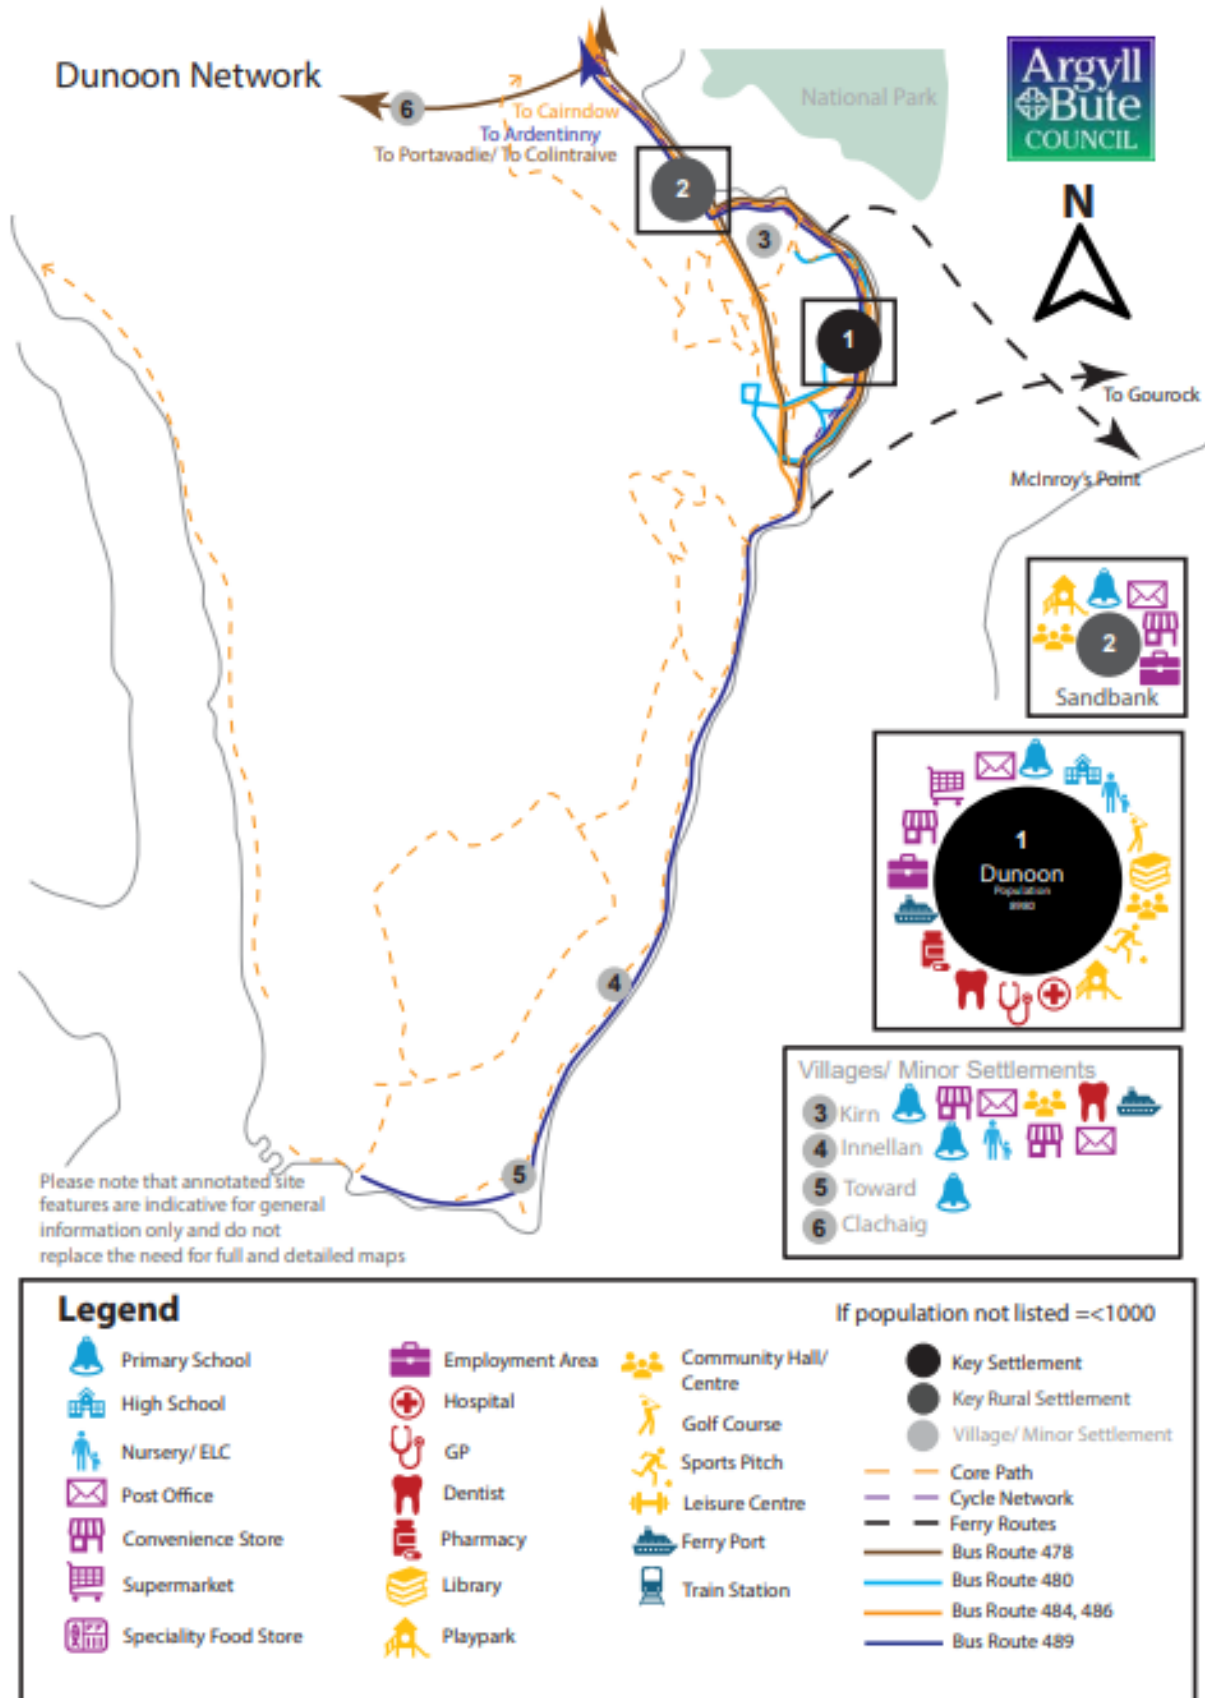 Dunoon Network
Argyll
Bute
COUNCIL
National Park
6
To Cairndow
To Ardentinny
To Portavadie/ To Colintraive
2
3
N
1
To Gourock
McInroy's Point
2
Sandbank
1
Dunoon
Population
8980
4
5
Villages/ Minor Settlements
3 Kirn
4 Innellan
5 Toward
6 Clachaig
Please note that annotated site
features are indicative for general
information only and do not
replace the need for full and detailed maps
Legend
If population not listed =<1000
Primary School
High School
Nursery/ ELC
Post Office
Convenience Store
Supermarket
Speciality Food Store
Employment Area
Hospital
GP
Dentist
Pharmacy
Library
Playpark
Community Hall/
Centre
Golf Course
Sports Pitch
Leisure Centre
Ferry Port
Train Station
Key Settlement
Key Rural Settlement
Village/ Minor Settlement
Core Path
Cycle Network
Ferry Routes
Bus Route 478
Bus Route 480
Bus Route 484, 486
Bus Route 489